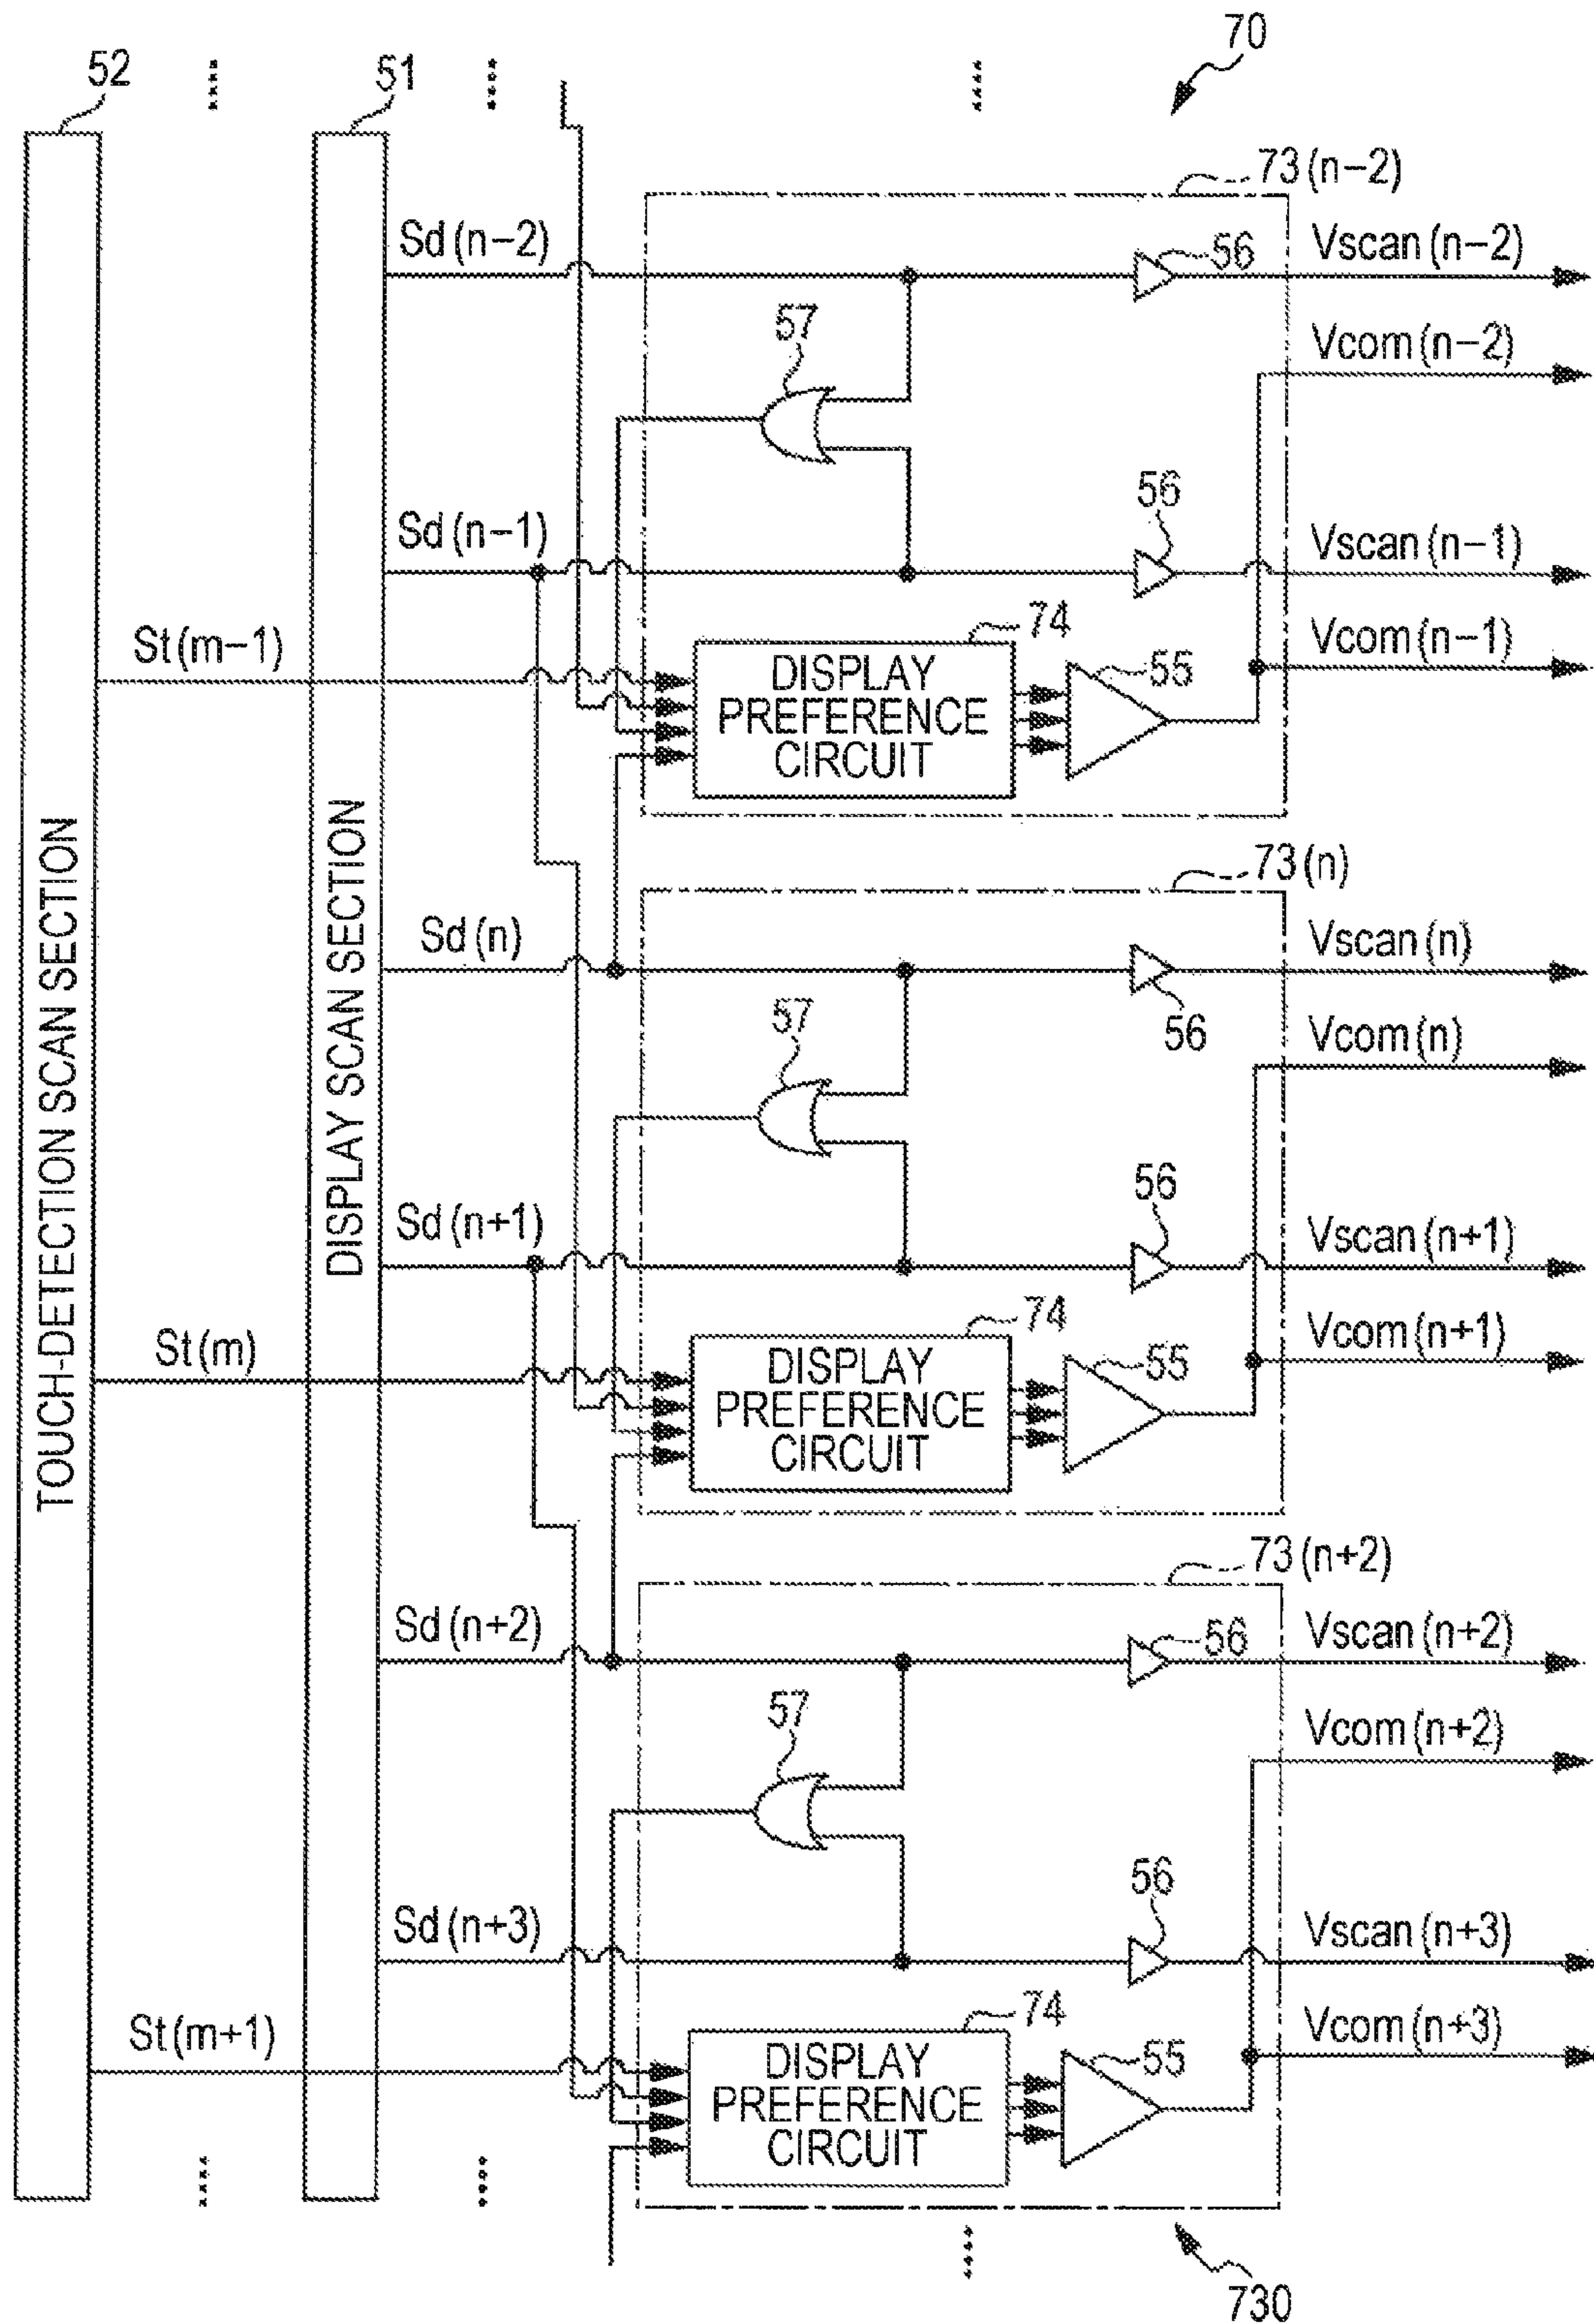 70
52
51
73(n-2)
Sd(n-2)
56
Vscan(n-2)
57
Vcom(n-2)
56
Sd(n-1)
Vscan(n-1)
St(m-1)
74
55
Vcom(n-1)
DISPLAY
PREFERENCE
CIRCUIT
TOUCH-DETECTION SCAN SECTION
DISPLAY SCAN SECTION
73(n)
Sd(n)
Vscan(n)
57
56
Vcom(n)
56
Sd(n+1)
Vscan(n+1)
74
St(m)
55
Vcom(n+1)
DISPLAY
PREFERENCE
CIRCUIT
73(n+2)
Sd(n+2)
56
Vscan(n+2)
57
Vcom(n+2)
56
Sd(n+3)
Vscan(n+3)
74
St(m+1)
55
Vcom(n+3)
DISPLAY
PREFERENCE
CIRCUIT
730